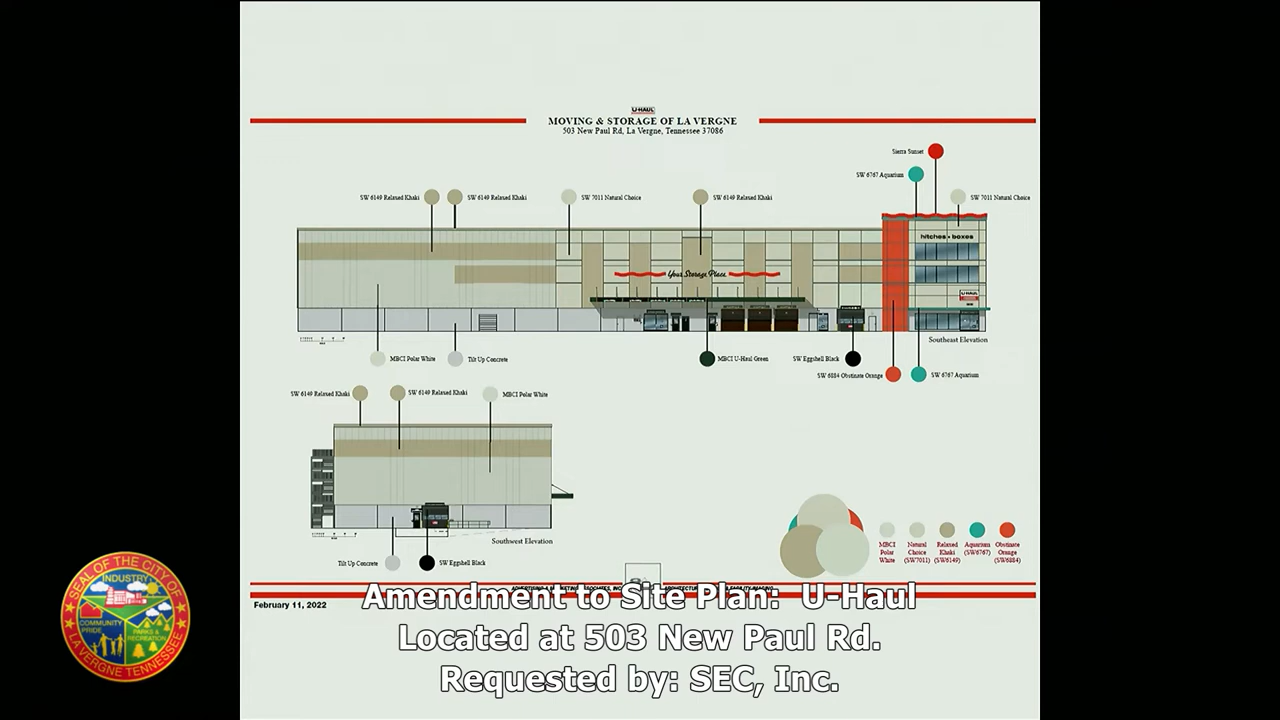 U-HAUL
MOVING & STORAGE OF LA VERGNE
503 New Paul Rd, La Vergne, Tennessee 37086
Sierra Sunset
SW 6767 Aquarium
SW 6149 Relaxed Khaki
SW 6149 Relaxed Khaki
SW 7011 Natural Choice
SW 6149 Relaxed Khaki
SW 7011 Natural Choice
hitches • boxes
Your Storage Place
U-HAUL
Southeast Elevation
MBCI Polar White
Tilt Up Concrete
MBCI U-Haul Green
SW Eggshell Black
SW 6884 Obstinate Orange
SW 6767 Aquarium
SW 6149 Relaxed Khaki
SW 6149 Relaxed Khaki
MBCI Polar White
Southwest Elevation
Tilt Up Concrete
SW Eggshell Black
MBCI Polar White
Natural Choice (SW7011)
Relaxed Khaki (SW6149)
Aquarium (SW6767)
Obstinate Orange (SW6884)
February 11, 2022
SEAL OF THE CITY OF
INDUSTRY
COMMUNITY PRIDE
PARKS & RECREATION
LA VERGNE TENNESSEE
Amendment to Site Plan: U-Haul
Located at 503 New Paul Rd.
Requested by: SEC, Inc.